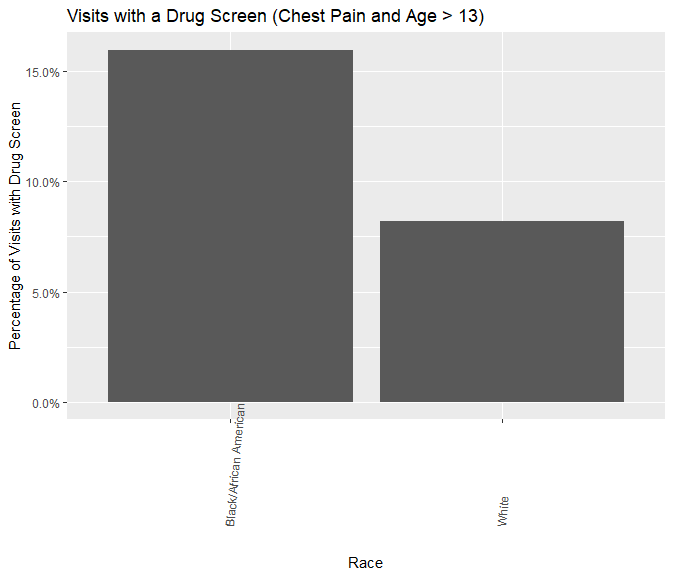 Visits with a Drug Screen (Chest Pain and Age > 13)
Percentage of Visits with Drug Screen
15.0%
10.0%
5.0%
0.0%
Black/African American
White
Race